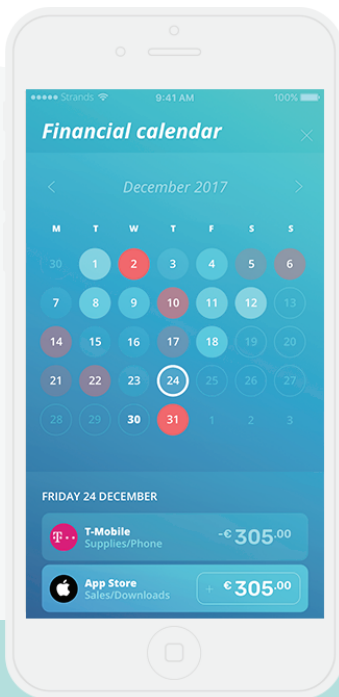 Strands 9:41 AM 100%
Financial calendar
December 2017
M T W T F S S
30 1 2 3 4 5 6
7 8 9 10 11 12 13
14 15 16 17 18 19 20
21 22 23 24 25 26 27
28 29 30 31 1 2 3
FRIDAY 24 DECEMBER
T-Mobile -€305.00
Supplies/Phone
App Store + €305.00
Sales/Downloads